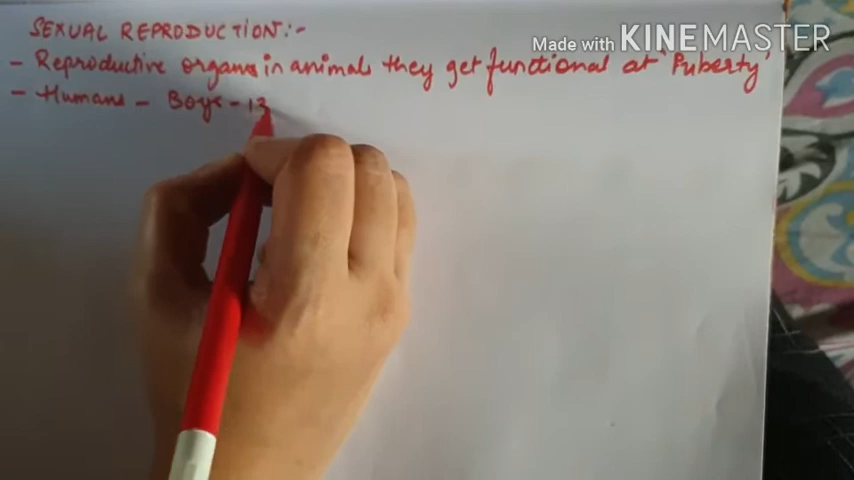 SEXUAL REPRODUCTION:-
Made with KINEMASTER
- Reproductive organs in animals they get functional at 'Puberty'
- Humans - Boys - 13